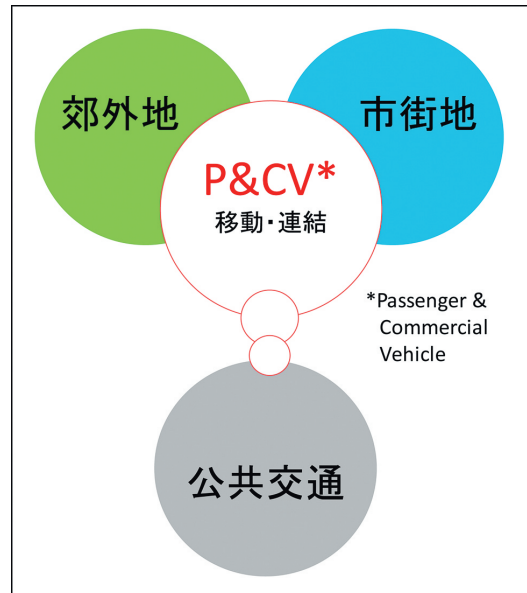 郊外地
市街地
P&CV*
移動・連結
*Passenger &
Commercial
Vehicle
公共交通